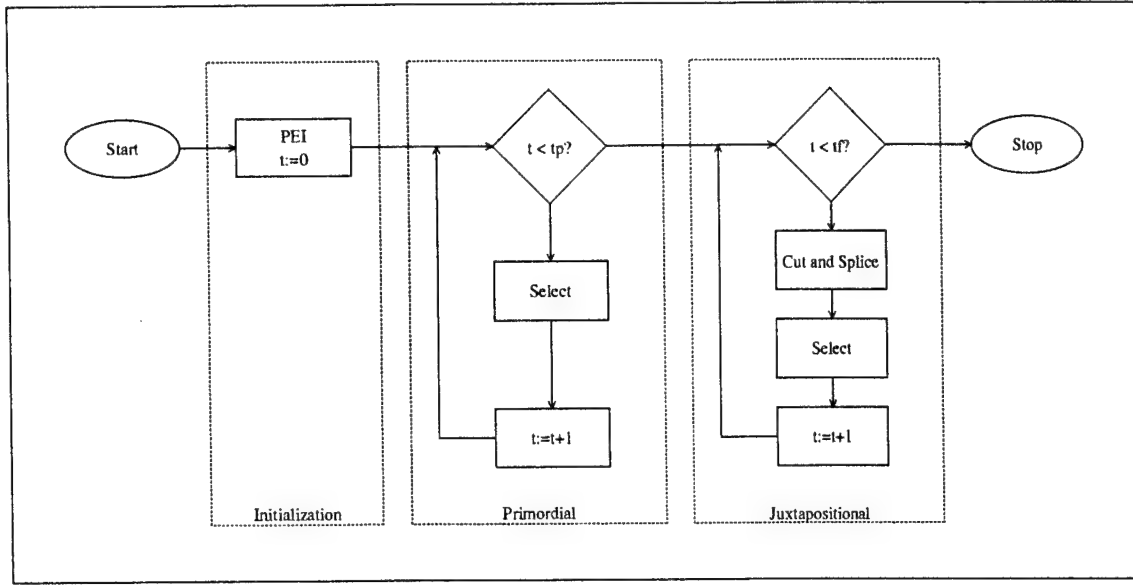 Start
PEI
t:=0
t < tp?
Select
t:=t+1
t < tf?
Cut and Splice
Select
t:=t+1
Stop
Initialization
Primordial
Juxtapositional